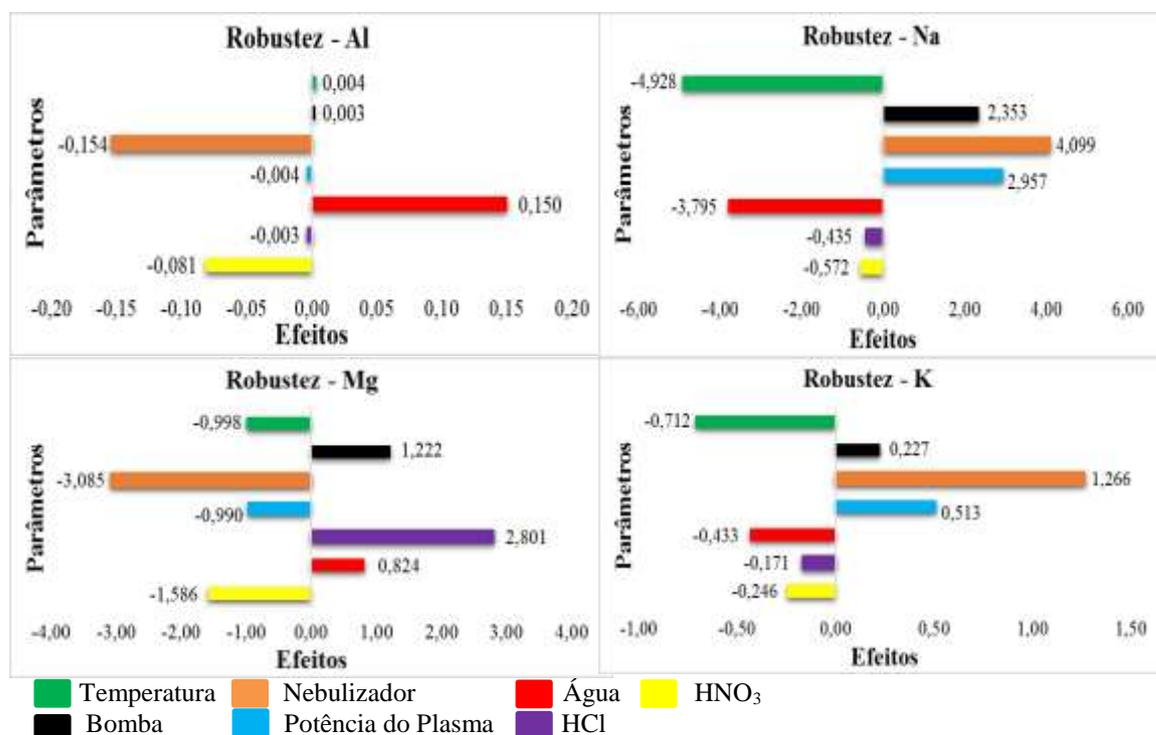 Robustez - Al
Parâmetros
0,004
0,003
-0,154
-0,004
0,150
-0,003
-0,081
-0,20 -0,15 -0,10 -0,05 0,00 0,05 0,10 0,15 0,20
Efeitos
Robustez - Na
Parâmetros
-4,928
2,353
4,099
2,957
-3,795
-0,435
-0,572
-6,00 -4,00 -2,00 0,00 2,00 4,00 6,00
Efeitos
Robustez - Mg
Parâmetros
-0,998
1,222
-3,085
-0,990
2,801
0,824
-1,586
-4,00 -3,00 -2,00 -1,00 0,00 1,00 2,00 3,00 4,00
Efeitos
Robustez - K
Parâmetros
-0,712
0,227
1,266
0,513
-0,433
-0,171
-0,246
-1,00 -0,50 0,00 0,50 1,00 1,50
Efeitos
Temperatura Nebulizador Água HNO₃
Bomba Potência do Plasma HCl